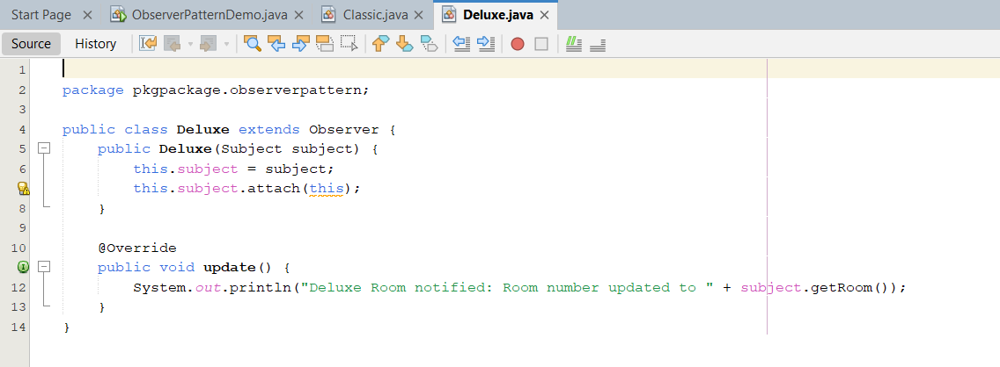 Start Page ObserverPatternDemo.java Classic.java Deluxe.java
Source History
1
2 package pkgpackage.observerpattern;
3
4 public class Deluxe extends Observer {
5 public Deluxe(Subject subject) {
6 this.subject = subject;
this.subject.attach(this);
8 }
9
10 @Override
public void update() {
12 System.out.println("Deluxe Room notified: Room number updated to " + subject.getRoom());
13 }
14 }